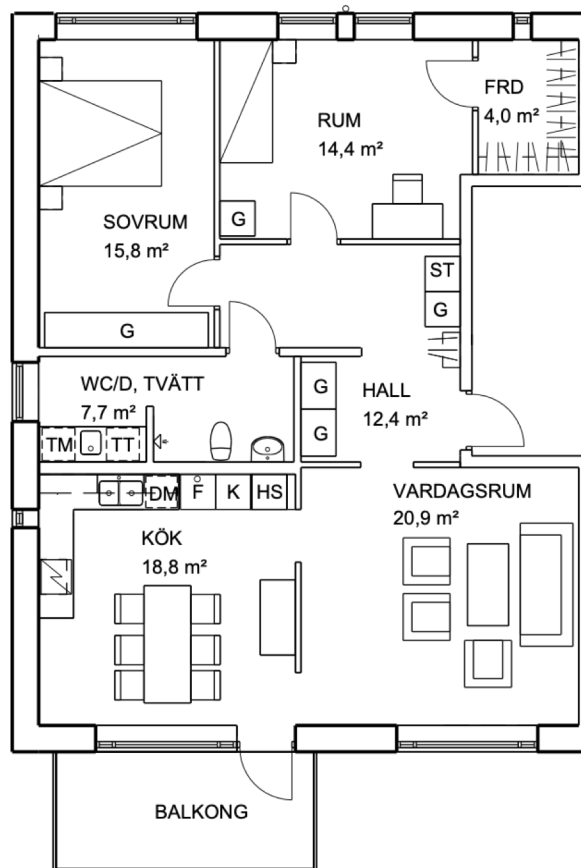 FRD
4,0 m²
RUM
14,4 m²
G
SOVRUM
15,8 m²
ST
G
G
WC/D, TVÄTT
7,7 m²
G
HALL
12,4 m²
G
TM
TT
DM
F
K
HS
VARDAGSRUM
20,9 m²
KÖK
18,8 m²
BALKONG